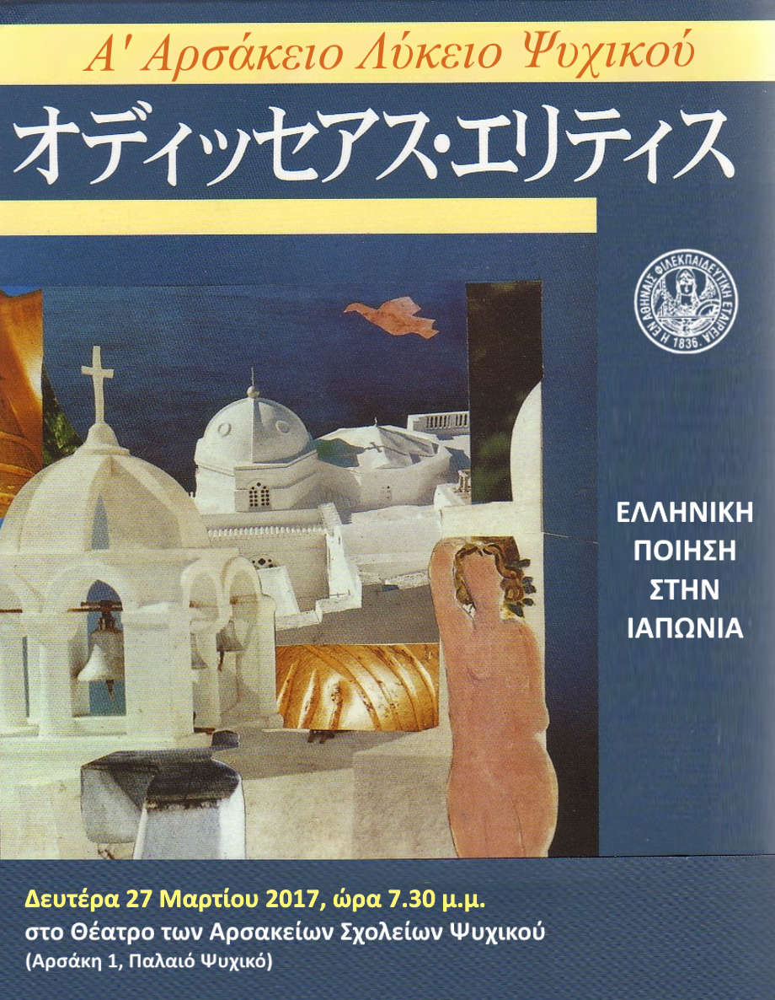 Α' Αρσάκειο Λύκειο Ψυχικού
オディッセアス・エリティス
Η ΕΝ ΑΘΗΝΑΙΣ ΦΙΛΕΚΠΑΙΔΕΥΤΙΚΗ ΕΤΑΙΡΕΙΑ
1836.
ΕΛΛΗΝΙΚΗ
ΠΟΙΗΣΗ
ΣΤΗΝ
ΙΑΠΩΝΙΑ
Δευτέρα 27 Μαρτίου 2017, ώρα 7.30 μ.μ.
στο Θέατρο των Αρσακείων Σχολείων Ψυχικού
(Αρσάκη 1, Παλαιό Ψυχικό)